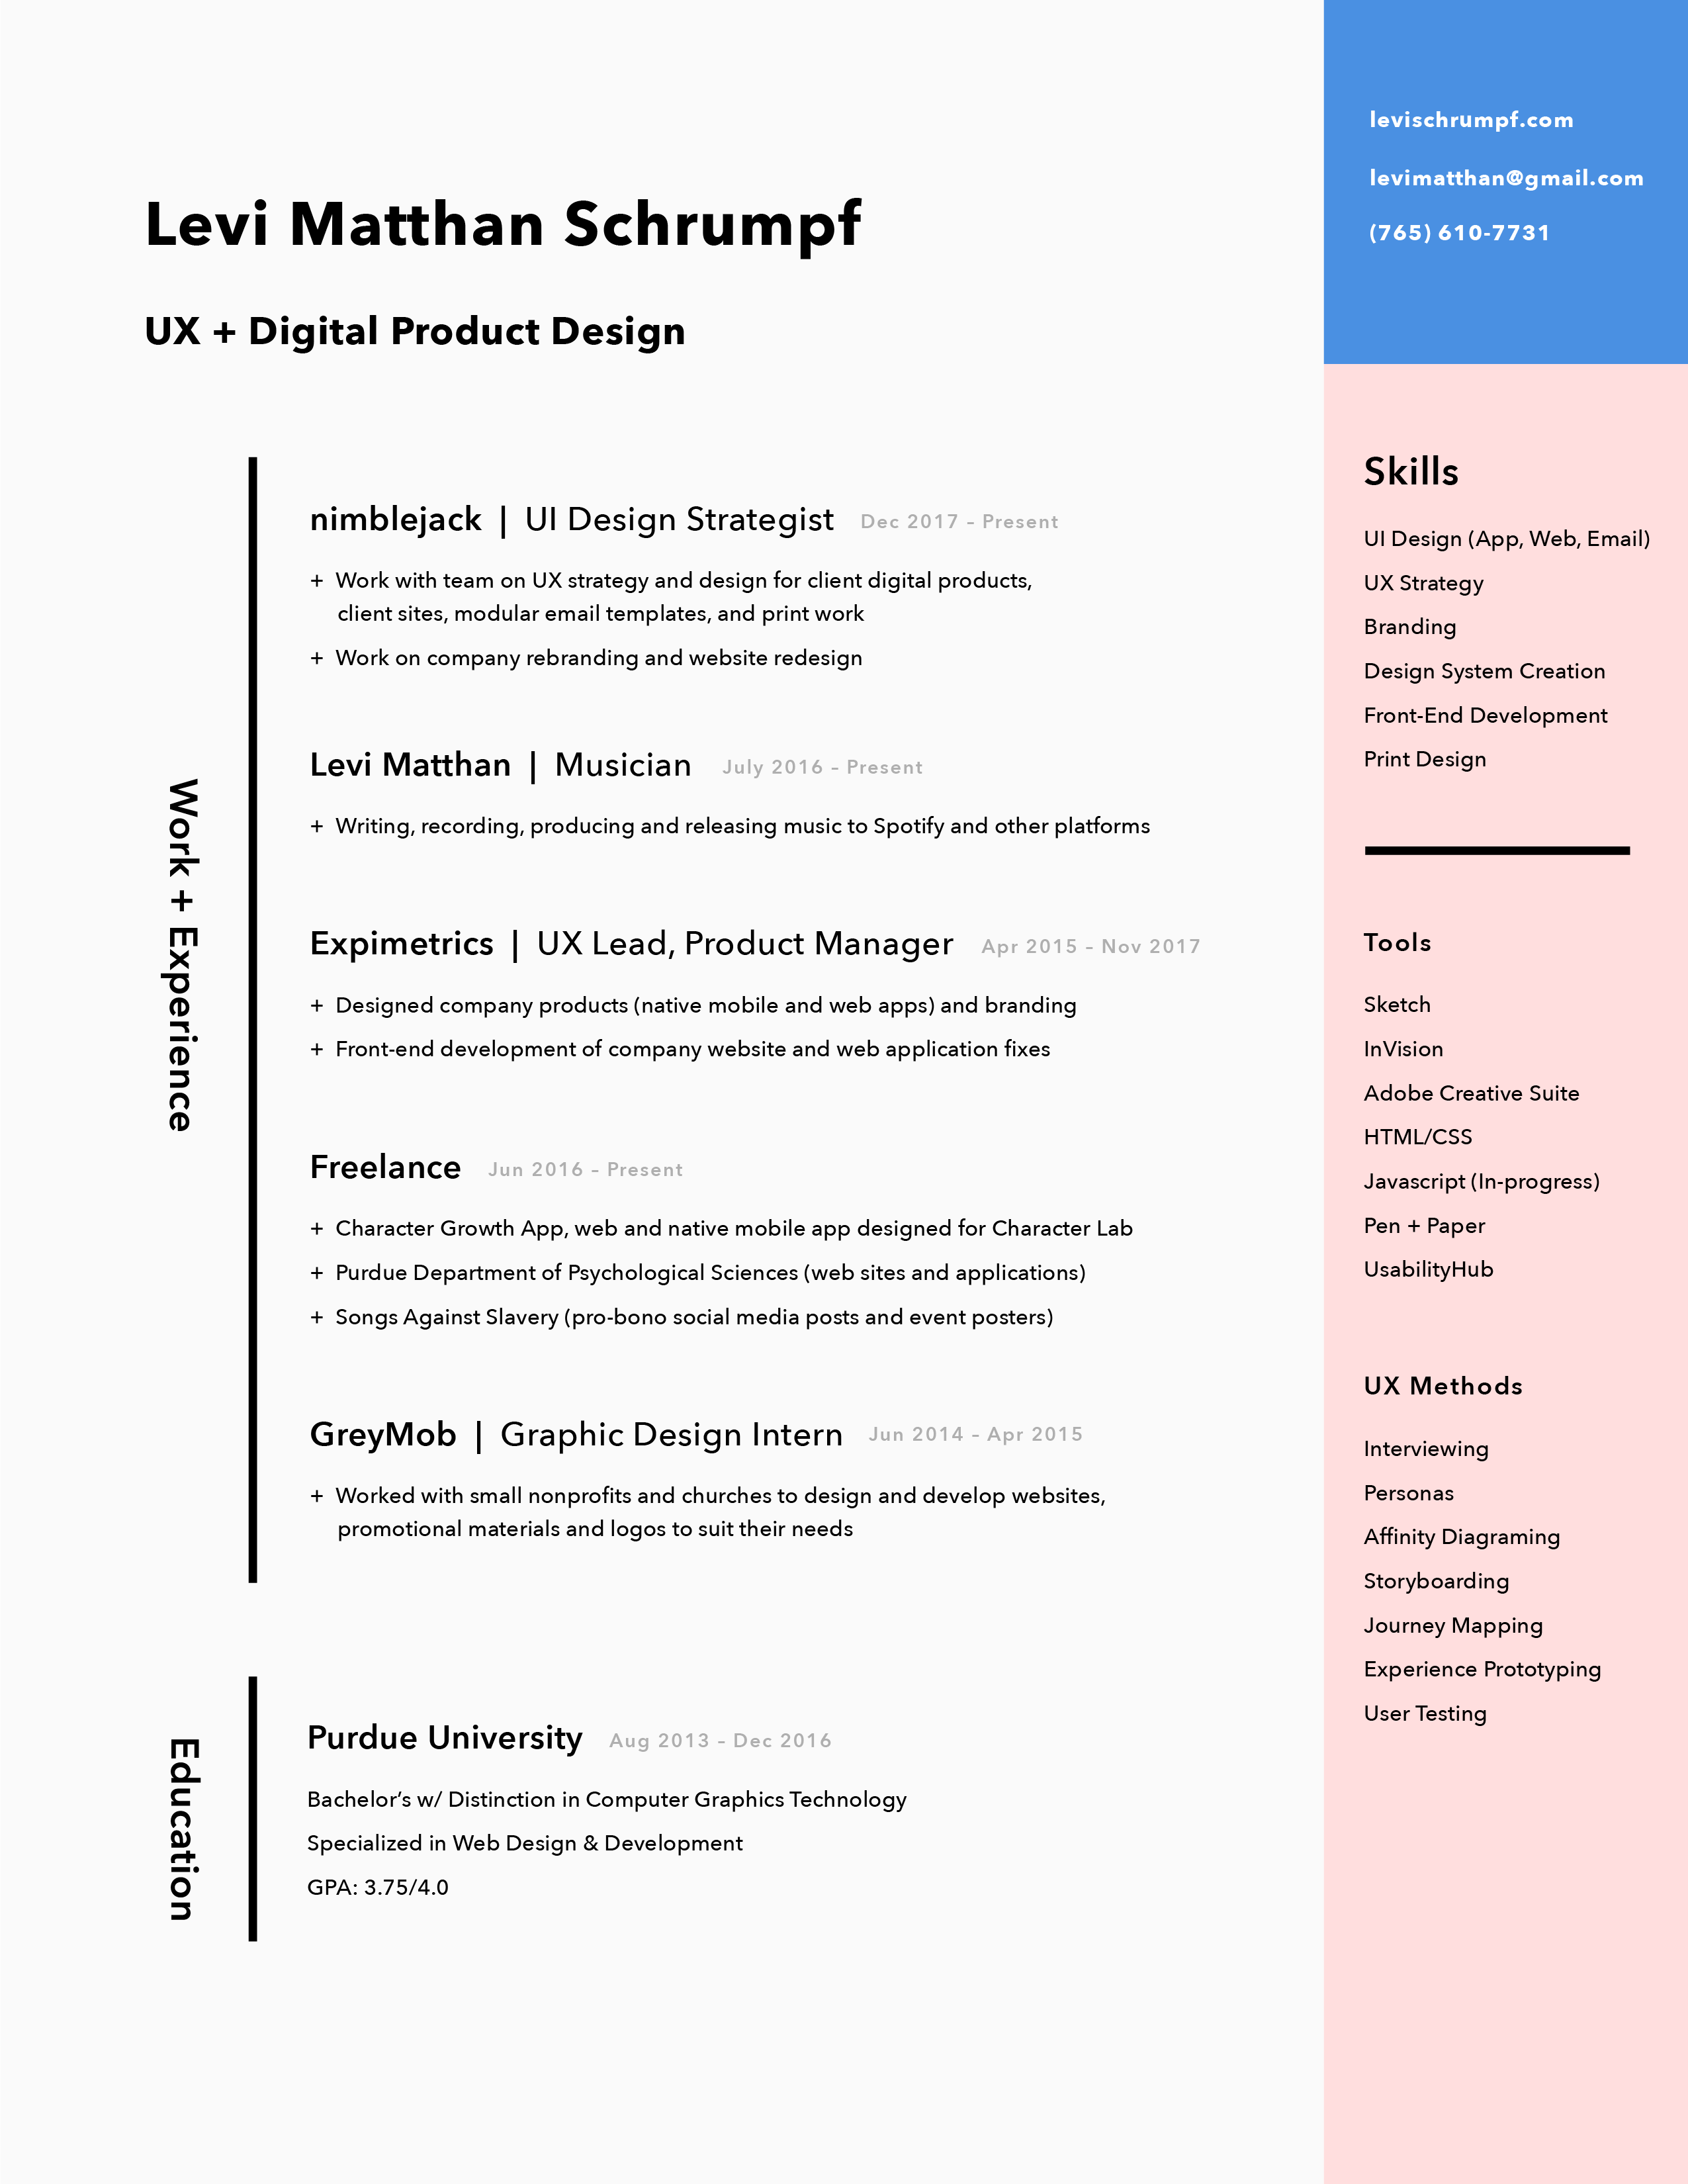 Levi Matthan Schrumpf
UX + Digital Product Design
levischrumpf.com
levimatthan@gmail.com
(765) 610-7731
Work + Experience
nimblejack | UI Design Strategist Dec 2017 – Present
+ Work with team on UX strategy and design for client digital products,
client sites, modular email templates, and print work
+ Work on company rebranding and website redesign
Levi Matthan | Musician July 2016 – Present
+ Writing, recording, producing and releasing music to Spotify and other platforms
Expimetrics | UX Lead, Product Manager Apr 2015 – Nov 2017
+ Designed company products (native mobile and web apps) and branding
+ Front-end development of company website and web application fixes
Freelance Jun 2016 – Present
+ Character Growth App, web and native mobile app designed for Character Lab
+ Purdue Department of Psychological Sciences (web sites and applications)
+ Songs Against Slavery (pro-bono social media posts and event posters)
GreyMob | Graphic Design Intern Jun 2014 – Apr 2015
+ Worked with small nonprofits and churches to design and develop websites,
promotional materials and logos to suit their needs
Education
Purdue University Aug 2013 – Dec 2016
Bachelor’s w/ Distinction in Computer Graphics Technology
Specialized in Web Design & Development
GPA: 3.75/4.0
Skills
UI Design (App, Web, Email)
UX Strategy
Branding
Design System Creation
Front-End Development
Print Design
Tools
Sketch
InVision
Adobe Creative Suite
HTML/CSS
Javascript (In-progress)
Pen + Paper
UsabilityHub
UX Methods
Interviewing
Personas
Affinity Diagraming
Storyboarding
Journey Mapping
Experience Prototyping
User Testing